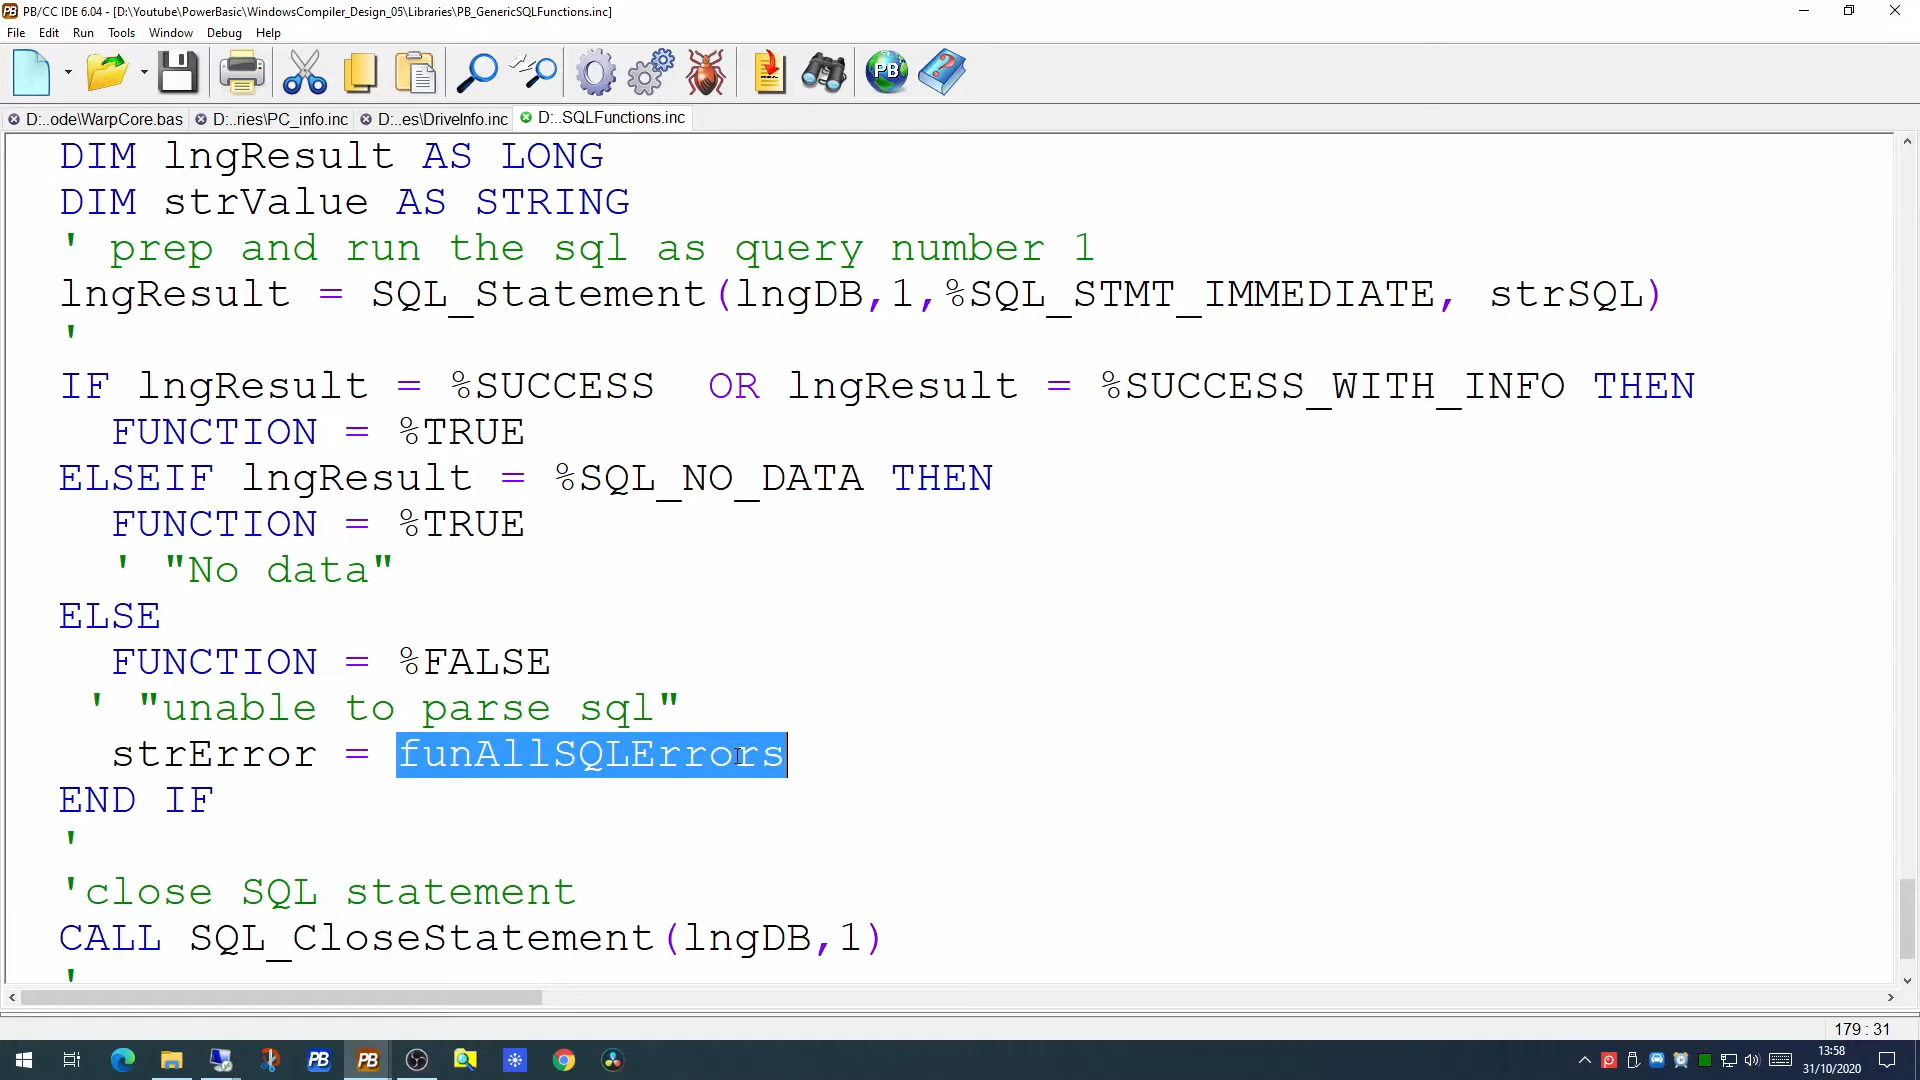 PB/CC IDE 6.04 - [D:\Youtube\PowerBasic\WindowsCompiler_Design_05\Libraries\PB_GenericSQLFunctions.inc]
File Edit Run Tools Window Debug Help
PB
D:..ode\WarpCore.bas D:..ries\PC_info.inc D:..es\DriveInfo.inc D:..SQLFunctions.inc
DIM lngResult AS LONG
DIM strValue AS STRING
' prep and run the sql as query number 1
lngResult = SQL_Statement(lngDB,1,%SQL_STMT_IMMEDIATE, strSQL)
'
IF lngResult = %SUCCESS  OR lngResult = %SUCCESS_WITH_INFO THEN
FUNCTION = %TRUE
ELSEIF lngResult = %SQL_NO_DATA THEN
FUNCTION = %TRUE
' "No data"
ELSE
FUNCTION = %FALSE
' "unable to parse sql"
strError = funAllSQLErrors
END IF
'
'close SQL statement
CALL SQL_CloseStatement(lngDB,1)
'
179 : 31
PB PB
13:58
31/10/2020